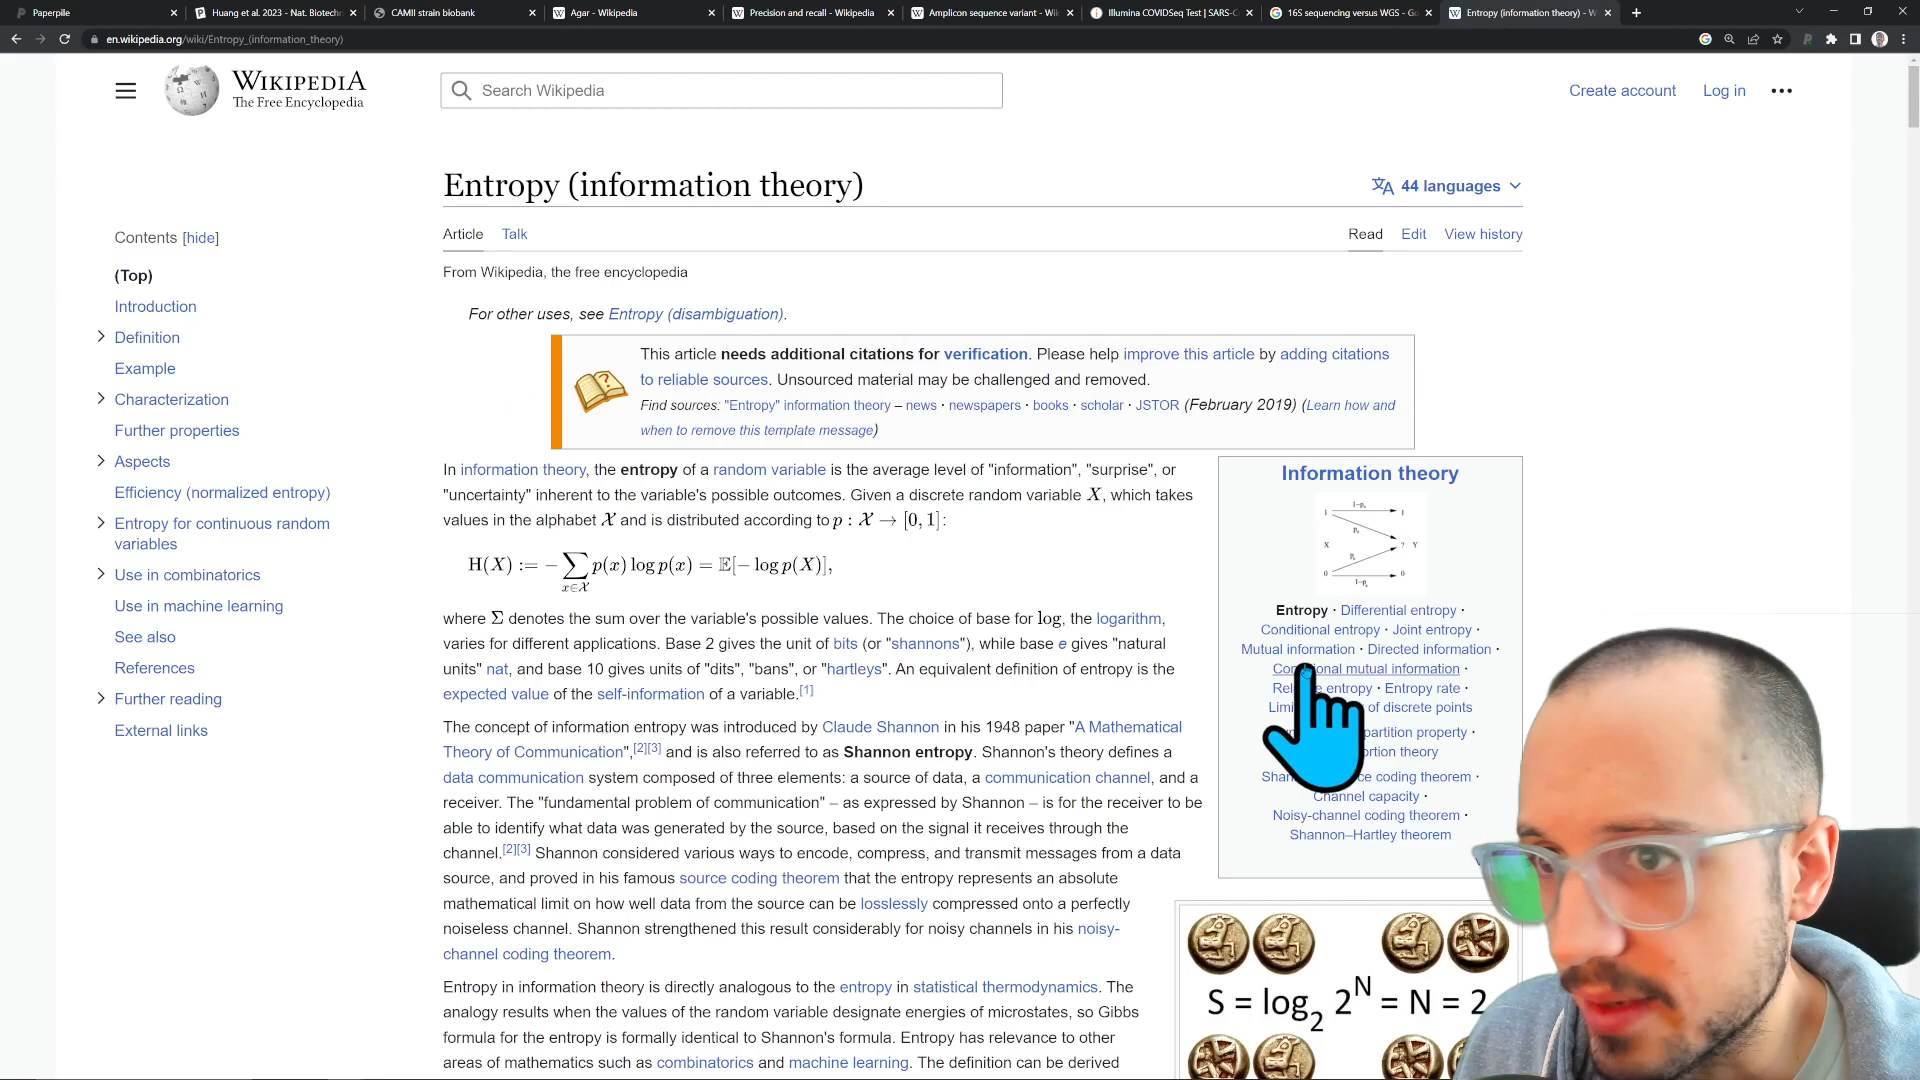 Paperpile
Huang et al. 2023 - Nat. Biotechn
CAMII strain biobank
Agar - Wikipedia
Precision and recall - Wikipedia
Amplicon sequence variant - Wik
Illumina COVIDSeq Test | SARS-C
16S sequencing versus WGS - Go
Entropy (information theory) - W
en.wikipedia.org/wiki/Entropy_(information_theory)
WIKIPEDIA
The Free Encyclopedia
Search Wikipedia
Create account
Log in
Entropy (information theory)
44 languages
Article
Talk
Read
Edit
View history
From Wikipedia, the free encyclopedia
Contents [hide]
(Top)
Introduction
Definition
Example
Characterization
Further properties
Aspects
Efficiency (normalized entropy)
Entropy for continuous random
variables
Use in combinatorics
Use in machine learning
See also
References
Further reading
External links
For other uses, see Entropy (disambiguation).
This article needs additional citations for verification. Please help improve this article by adding citations
to reliable sources. Unsourced material may be challenged and removed.
Find sources: "Entropy" information theory – news · newspapers · books · scholar · JSTOR (February 2019) (Learn how and
when to remove this template message)
In information theory, the entropy of a random variable is the average level of "information", "surprise", or
"uncertainty" inherent to the variable's possible outcomes. Given a discrete random variable X, which takes
values in the alphabet 𝒳 and is distributed according to p : 𝒳 → [0, 1]:
H(X) := − ∑ p(x) log p(x) = 𝔼[− log p(X)],
x∈𝒳
where Σ denotes the sum over the variable's possible values. The choice of base for log, the logarithm,
varies for different applications. Base 2 gives the unit of bits (or "shannons"), while base e gives "natural
units" nat, and base 10 gives units of "dits", "bans", or "hartleys". An equivalent definition of entropy is the
expected value of the self-information of a variable.[1]
The concept of information entropy was introduced by Claude Shannon in his 1948 paper "A Mathematical
Theory of Communication",[2][3] and is also referred to as Shannon entropy. Shannon's theory defines a
data communication system composed of three elements: a source of data, a communication channel, and a
receiver. The "fundamental problem of communication" – as expressed by Shannon – is for the receiver to be
able to identify what data was generated by the source, based on the signal it receives through the
channel.[2][3] Shannon considered various ways to encode, compress, and transmit messages from a data
source, and proved in his famous source coding theorem that the entropy represents an absolute
mathematical limit on how well data from the source can be losslessly compressed onto a perfectly
noiseless channel. Shannon strengthened this result considerably for noisy channels in his noisy-
channel coding theorem.
Entropy in information theory is directly analogous to the entropy in statistical thermodynamics. The
analogy results when the values of the random variable designate energies of microstates, so Gibbs
formula for the entropy is formally identical to Shannon's formula. Entropy has relevance to other
areas of mathematics such as combinatorics and machine learning. The definition can be derived
Information theory
1 1-pₑ 1
pₑ
X ? Y
pₑ
0 1-pₑ 0
Entropy · Differential entropy ·
Conditional entropy · Joint entropy ·
Mutual information · Directed information ·
mutual information ·
entropy · Entropy rate ·
of discrete points
partition property ·
theory
coding theorem ·
Channel capacity ·
Noisy-channel coding theorem ·
Shannon–Hartley theorem
S = log₂ 2ᴺ = N = 2